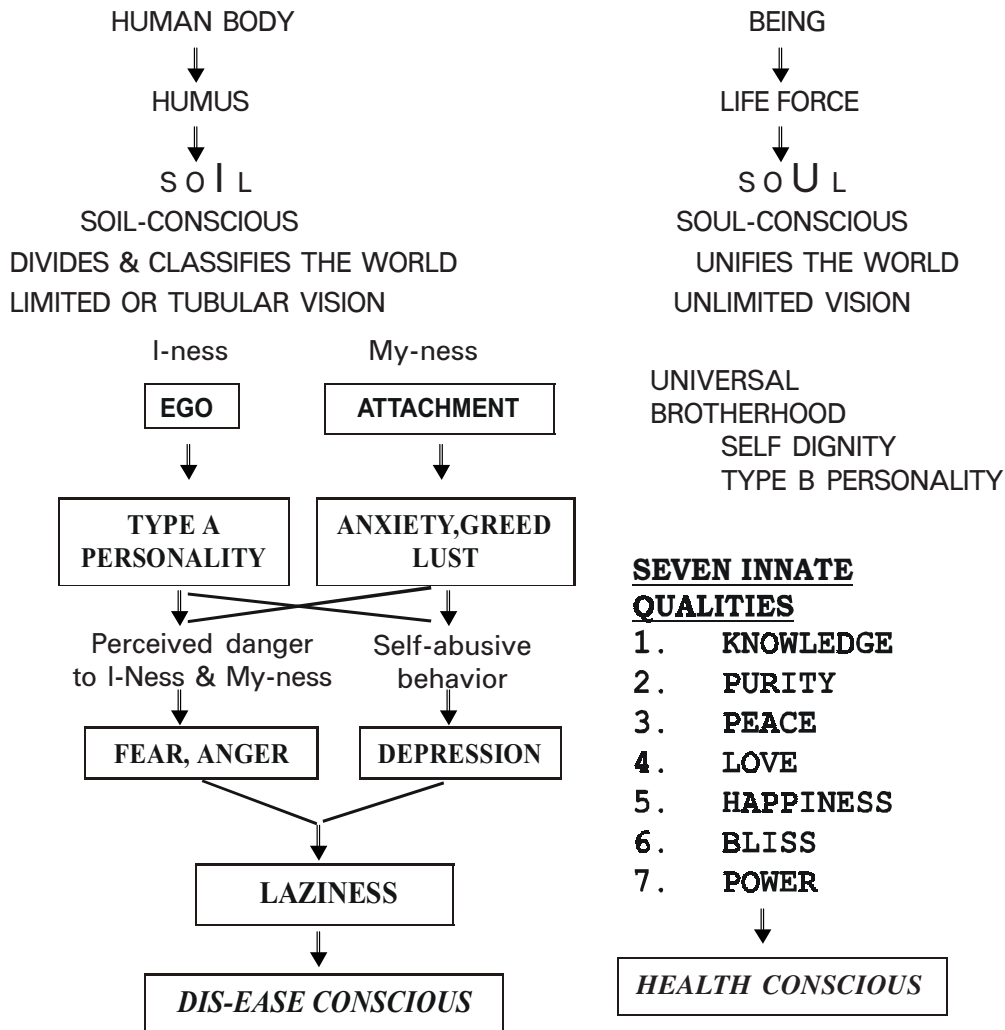 HUMAN BODY
HUMUS
S O I L
SOIL-CONSCIOUS
DIVIDES & CLASSIFIES THE WORLD
LIMITED OR TUBULAR VISION
I-ness
My-ness
EGO
ATTACHMENT
TYPE A
PERSONALITY
ANXIETY,GREED
LUST
Perceived danger
to I-Ness & My-ness
Self-abusive
behavior
FEAR, ANGER
DEPRESSION
LAZINESS
DIS-EASE CONSCIOUS
BEING
LIFE FORCE
S O U L
SOUL-CONSCIOUS
UNIFIES THE WORLD
UNLIMITED VISION
UNIVERSAL
BROTHERHOOD
SELF DIGNITY
TYPE B PERSONALITY
SEVEN INNATE
QUALITIES
1. KNOWLEDGE
2. PURITY
3. PEACE
4. LOVE
5. HAPPINESS
6. BLISS
7. POWER
HEALTH CONSCIOUS